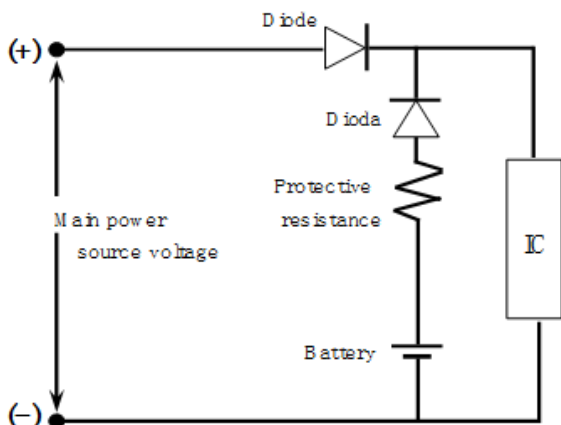 Diode
(+)
Dioda
Protective
resistance
Main power
source voltage
IC
Battery
(−)